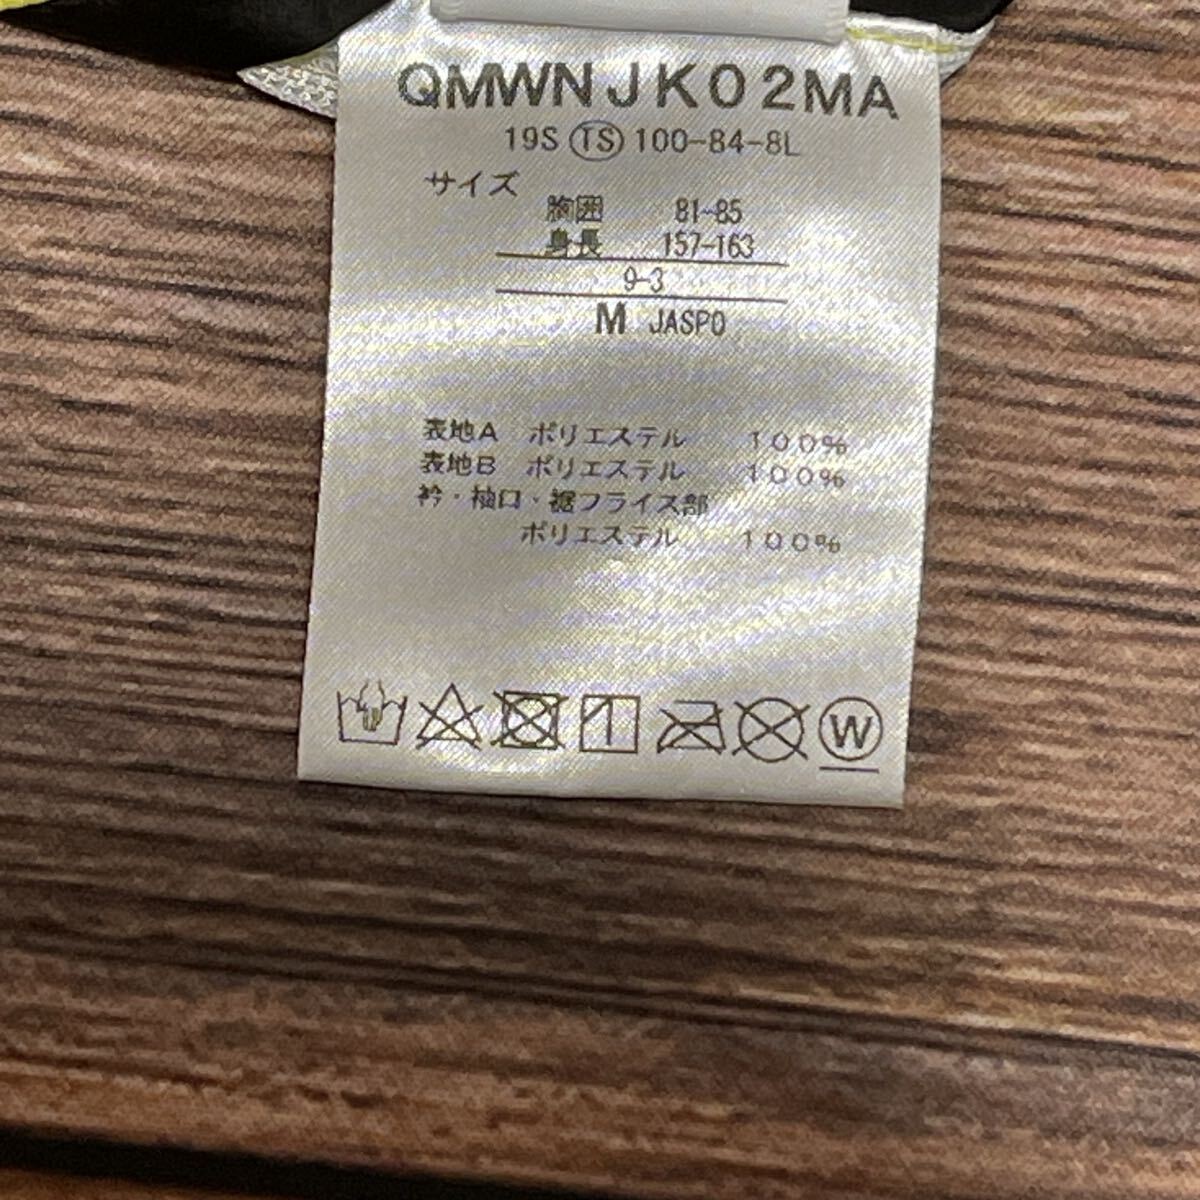 QMWNJK02MA
19S TS 100-84-8L
サイズ
胸囲 81-85
身長 157-163
9-3
M JASPO
表地A ポリエステル 100%
表地B ポリエステル 100%
衿・袖口・裾フライス部
ポリエステル 100%
W